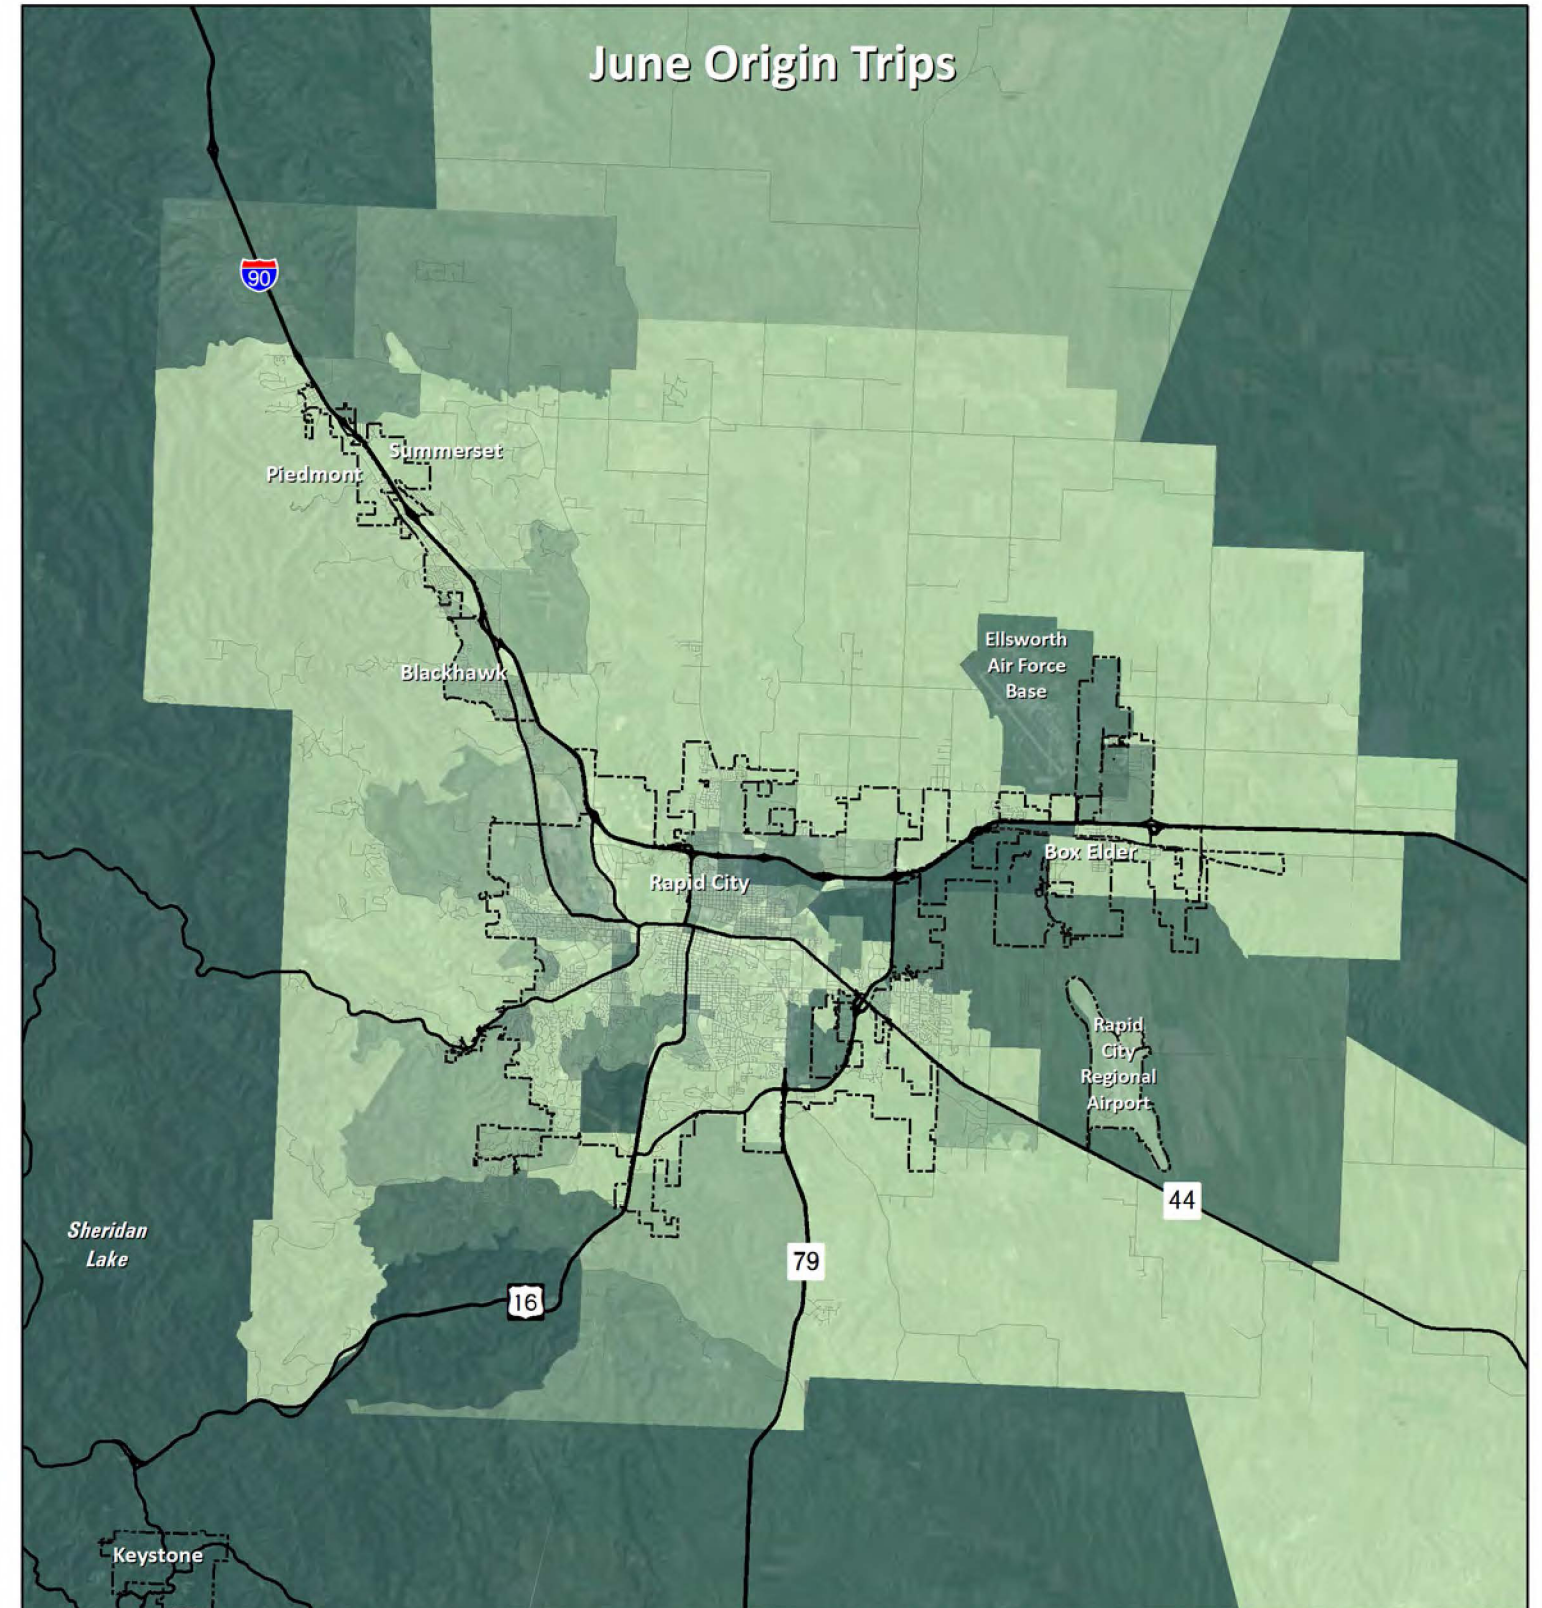 June Origin Trips
90
Summerset
Piedmont
Ellsworth
Air Force
Base
Blackhawk
Box Elder
Rapid City
Rapid
City
Regional
Airport
44
Sheridan
Lake
79
16
Keystone